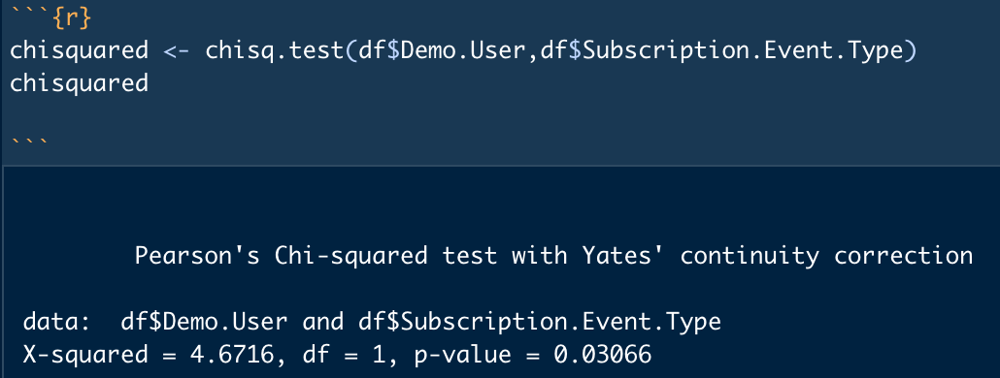 ```{r}
chisquared <- chisq.test(df$Demo.User,df$Subscription.Event.Type)
chisquared
```
Pearson's Chi-squared test with Yates' continuity correction
data:  df$Demo.User and df$Subscription.Event.Type
X-squared = 4.6716, df = 1, p-value = 0.03066